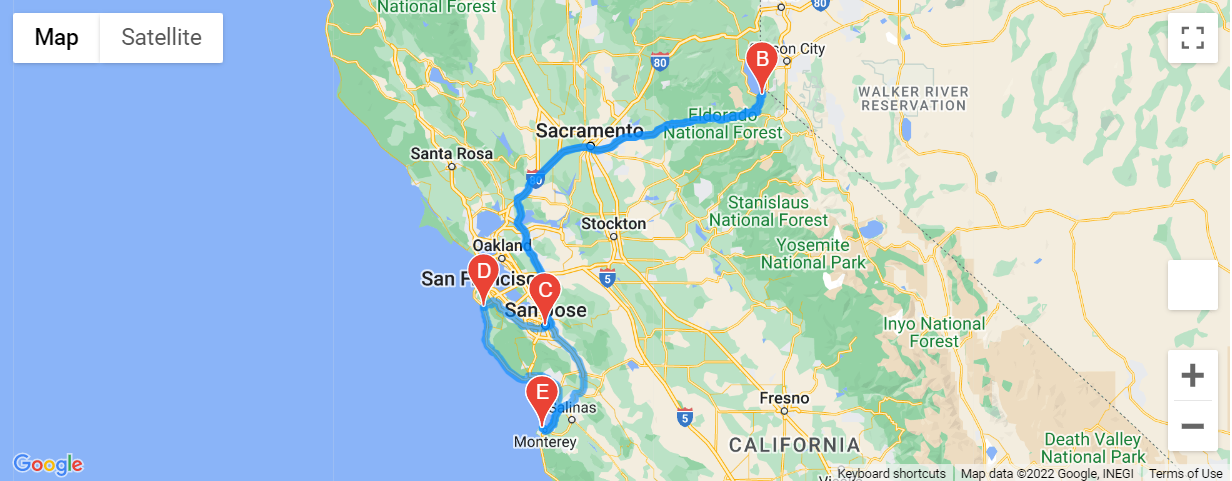 Map
Satellite
National Forest
80
80
son City
B
WALKER RIVER
RESERVATION
Eldorado
National Forest
Sacramento
Santa Rosa
80
Stanislaus
National Forest
Stockton
Oakland
Yosemite
National Park
D
San F ncisc
5
C
San Jose
Inyo National
Forest
E
Salinas
Fresno
5
Monterey
CALIFORNIA
Death Valley
National Park
Google
Keyboard shortcuts
Map data ©2022 Google, INEGI
Terms of Use